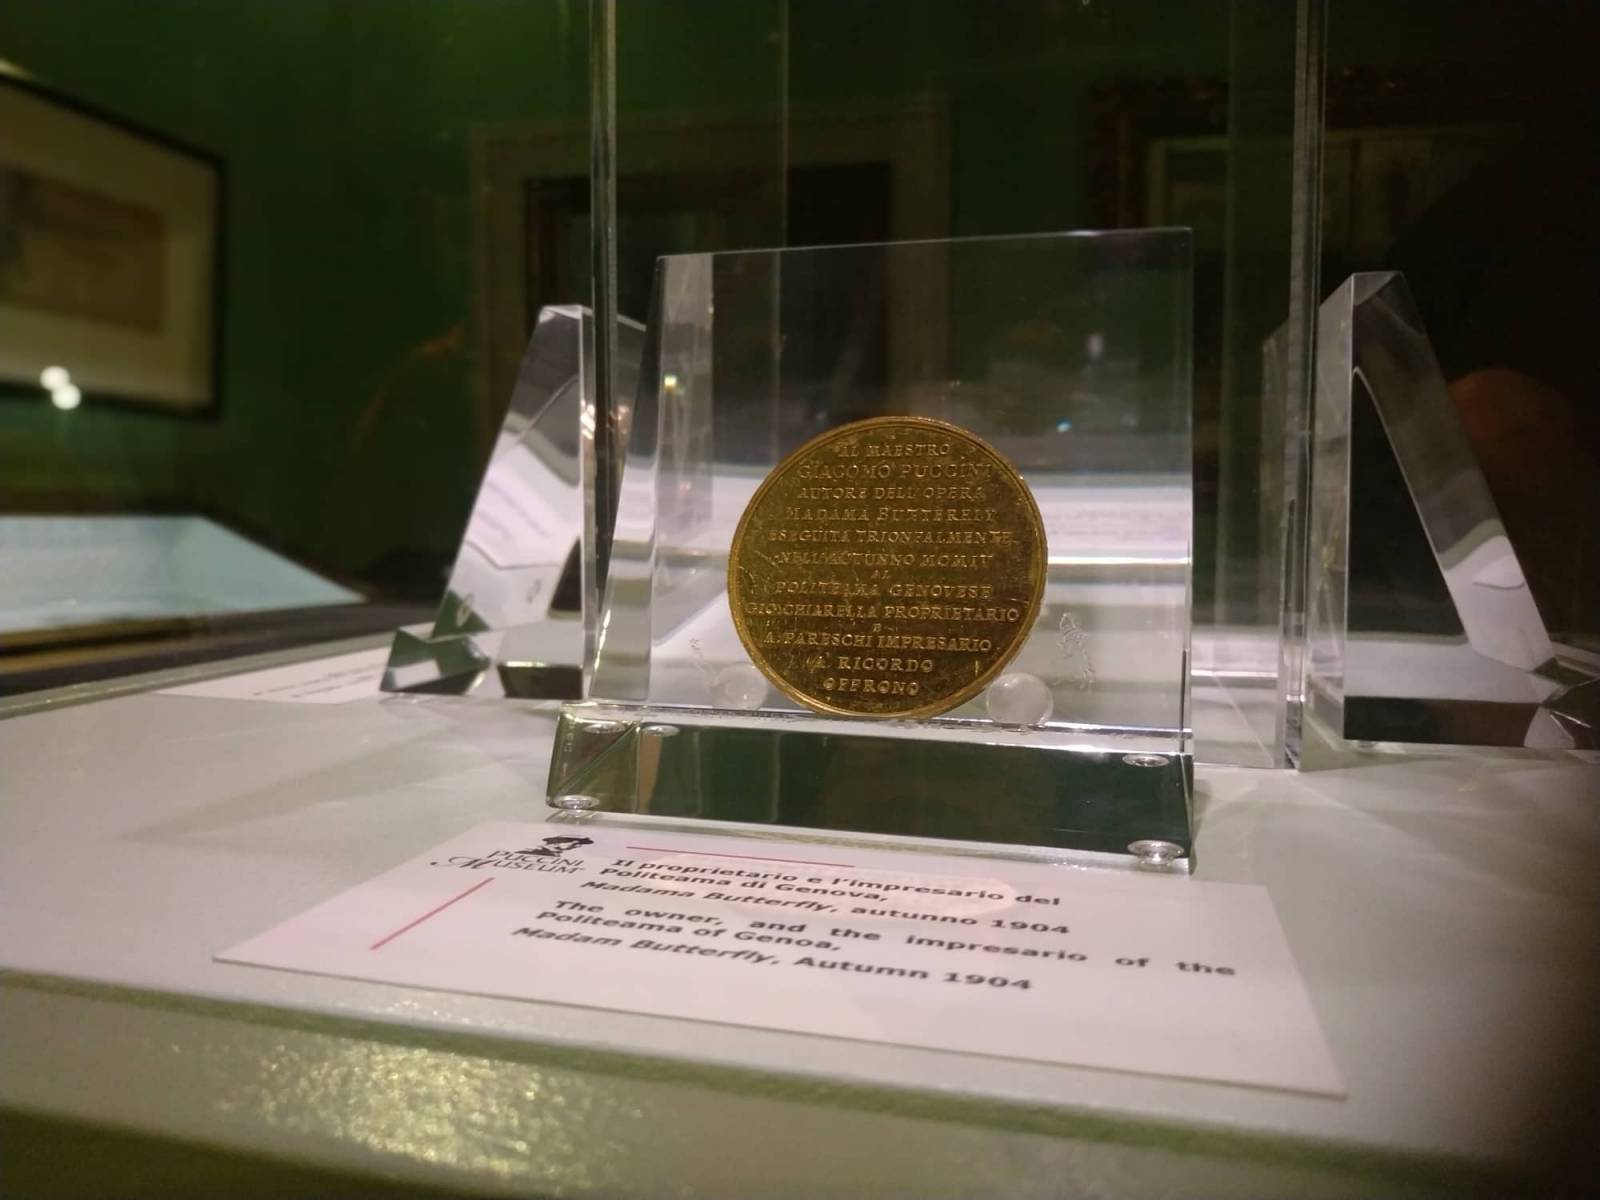 AL MAESTRO
GIACOMO PUCCINI
AUTORE DELL'OPERA
MADAMA BUTTERFLY
ESEGUITA TRIONFALMENTE
NELL'AUTUNNO MCMIV
AL
POLITEAMA GENOVESE
GIO CHIARELLA PROPRIETARIO
E
A. PARESCHI IMPRESARIO
A RICORDO
OFFRONO
PUCCINI
MUSEUM
Il proprietario e l'impresario del
Politeama di Genova,
Madama Butterfly, autunno 1904
The owner, and the impresario of the
Politeama of Genoa,
Madam Butterfly, Autumn 1904